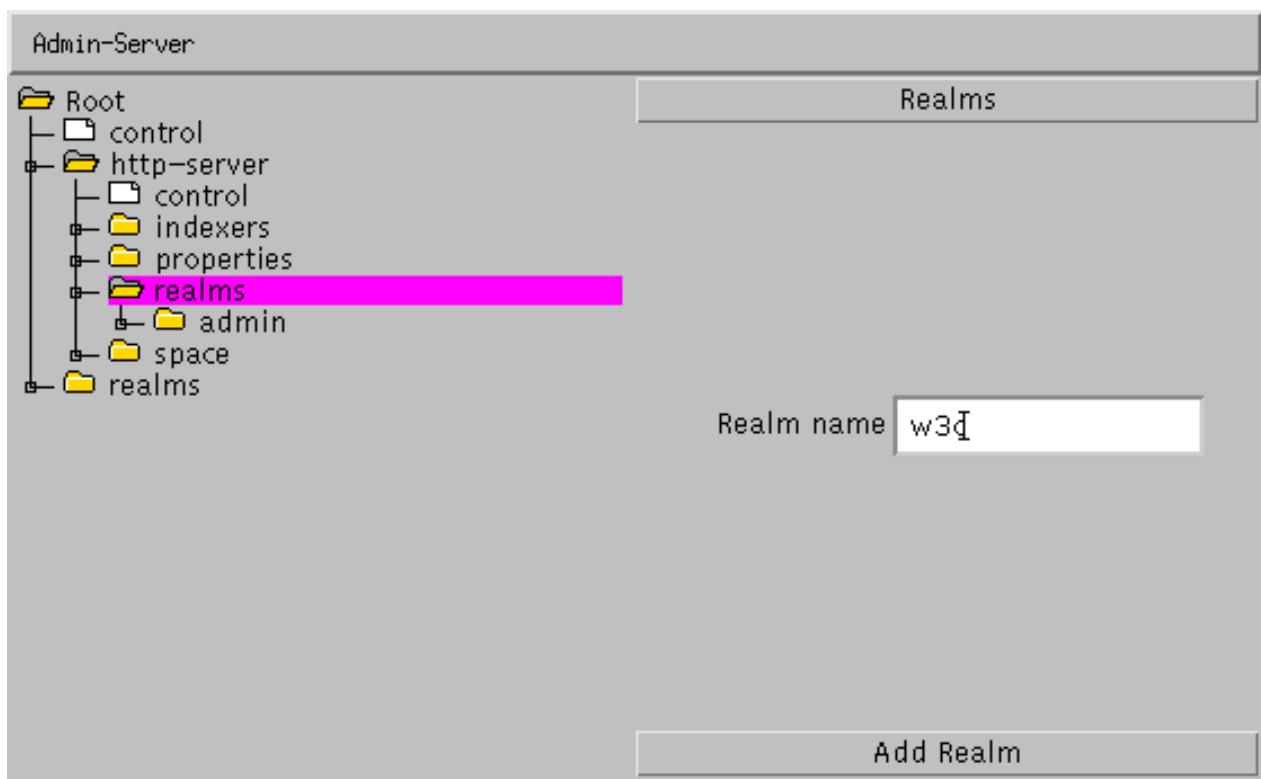 Admin-Server
Root
control
http-server
control
indexers
properties
realms
admin
space
realms
Realms
Realm name w3c
Add Realm